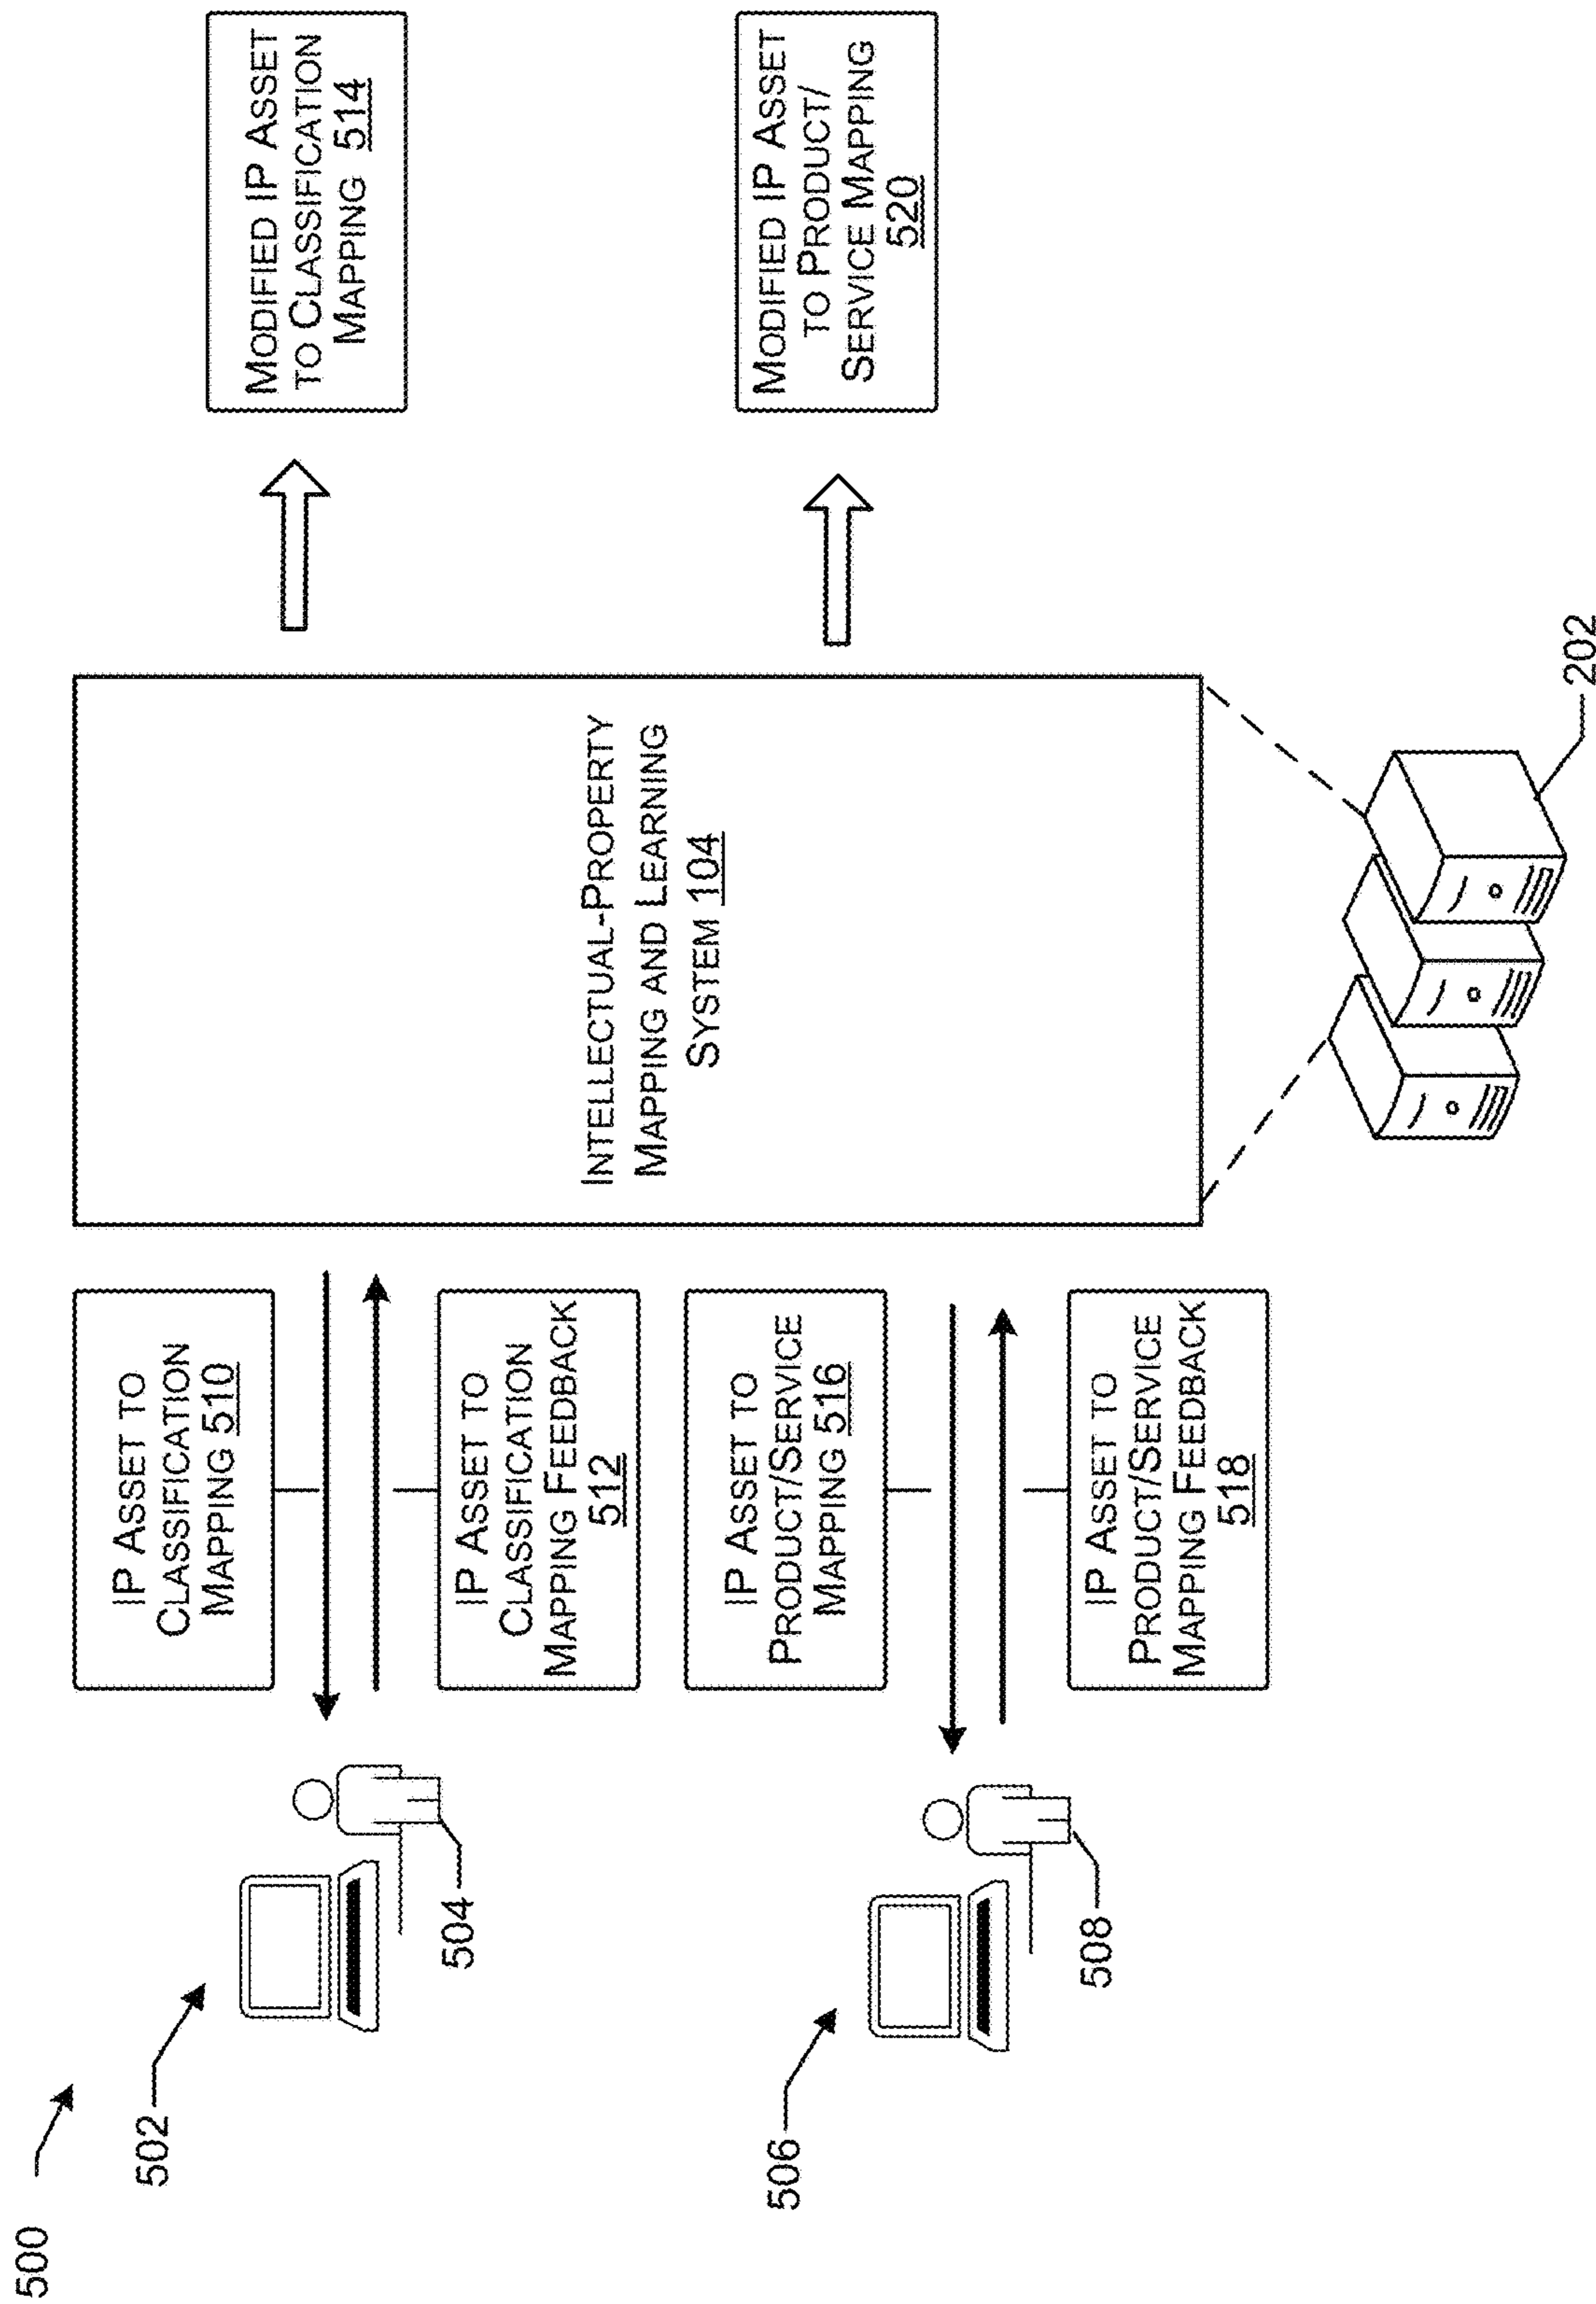 500
502
504
506
508
IP ASSET TO
CLASSIFICATION
MAPPING 510
IP ASSET TO
CLASSIFICATION
MAPPING FEEDBACK
512
IP ASSET TO
PRODUCT/SERVICE
MAPPING 516
IP ASSET TO
PRODUCT/SERVICE
MAPPING FEEDBACK
518
INTELLECTUAL-PROPERTY
MAPPING AND LEARNING
SYSTEM 104
202
MODIFIED IP ASSET
TO CLASSIFICATION
MAPPING 514
MODIFIED IP ASSET
TO PRODUCT/
SERVICE MAPPING
520